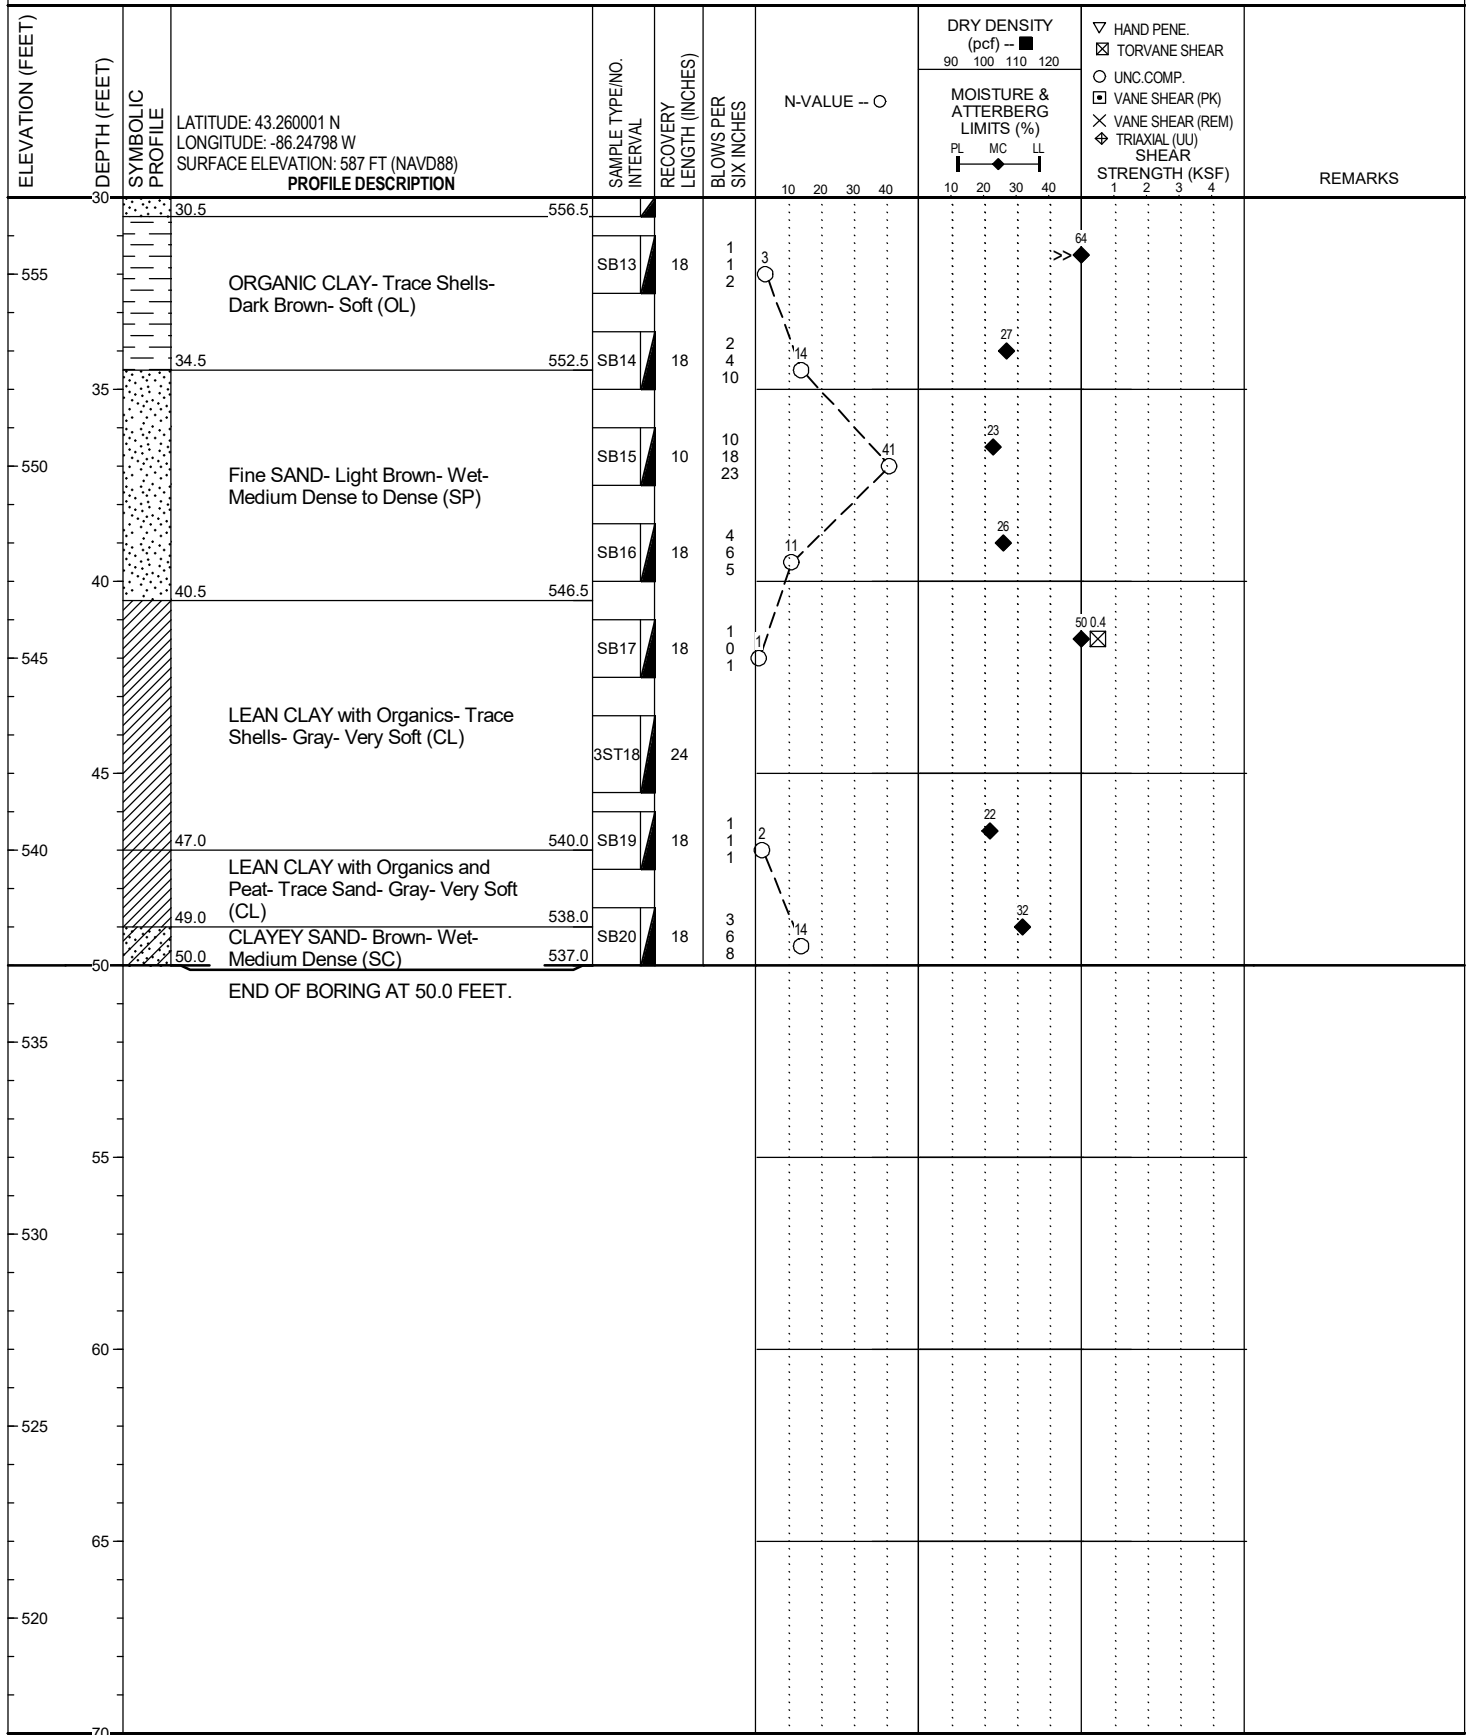 ELEVATION (FEET)
DEPTH (FEET)
SYMBOLIC
PROFILE
LATITUDE: 43.260001 N
LONGITUDE: -86.24798 W
SURFACE ELEVATION: 587 FT (NAVD88)
PROFILE DESCRIPTION
SAMPLE TYPE/NO.
INTERVAL
RECOVERY
LENGTH (INCHES)
BLOWS PER
SIX INCHES
N-VALUE -- O
10 20 30 40
DRY DENSITY
(pcf) -- ■
90 100 110 120
MOISTURE &
ATTERBERG
LIMITS (%)
PL MC LL
10 20 30 40
▽ HAND PENE.
⊠ TORVANE SHEAR
○ UNC.COMP.
⊡ VANE SHEAR (PK)
× VANE SHEAR (REM)
TRIAXIAL (UU)
SHEAR
STRENGTH (KSF)
1 2 3 4
REMARKS
30
30.5 556.5
555
ORGANIC CLAY- Trace Shells-
Dark Brown- Soft (OL)
SB13 18
1
1
2
3
>>
64
34.5 552.5
SB14 18
2
4
10
14
27
35
550
Fine SAND- Light Brown- Wet-
Medium Dense to Dense (SP)
SB15 10
10
18
23
41
23
SB16 18
4
6
5
11
26
40
40.5 546.5
545
SB17 18
1
0
1
1
50 0.4
LEAN CLAY with Organics- Trace
Shells- Gray- Very Soft (CL)
3ST18 24
45
540
47.0 540.0
SB19 18
1
1
1
2
22
LEAN CLAY with Organics and
Peat- Trace Sand- Gray- Very Soft
(CL)
49.0 538.0
CLAYEY SAND- Brown- Wet-
Medium Dense (SC)
50.0 537.0
SB20 18
3
6
8
14
32
50
END OF BORING AT 50.0 FEET.
535
55
530
60
525
65
520
70